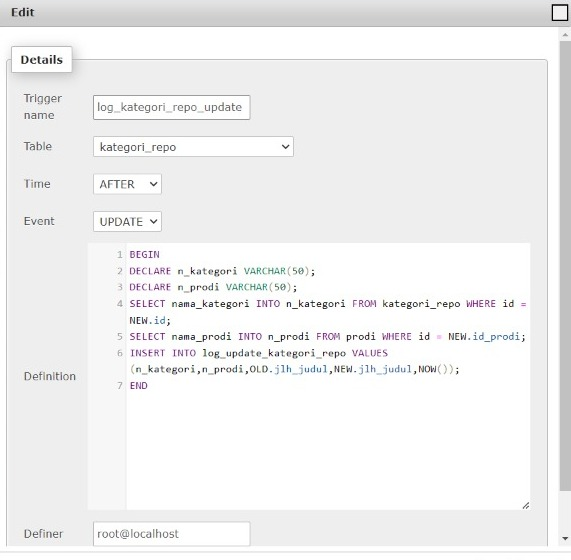 Edit
Details
Trigger
name
log_kategori_repo_update
Table
kategori_repo
Time
AFTER
Event
UPDATE
Definition
1 BEGIN
2 DECLARE n_kategori VARCHAR(50);
3 DECLARE n_prodi VARCHAR(50);
4 SELECT nama_kategori INTO n_kategori FROM kategori_repo WHERE id =
NEW.id;
5 SELECT nama_prodi INTO n_prodi FROM prodi WHERE id = NEW.id_prodi;
6 INSERT INTO log_update_kategori_repo VALUES
(n_kategori,n_prodi,OLD.jlh_judul,NEW.jlh_judul,NOW());
7 END
Definer
root@localhost